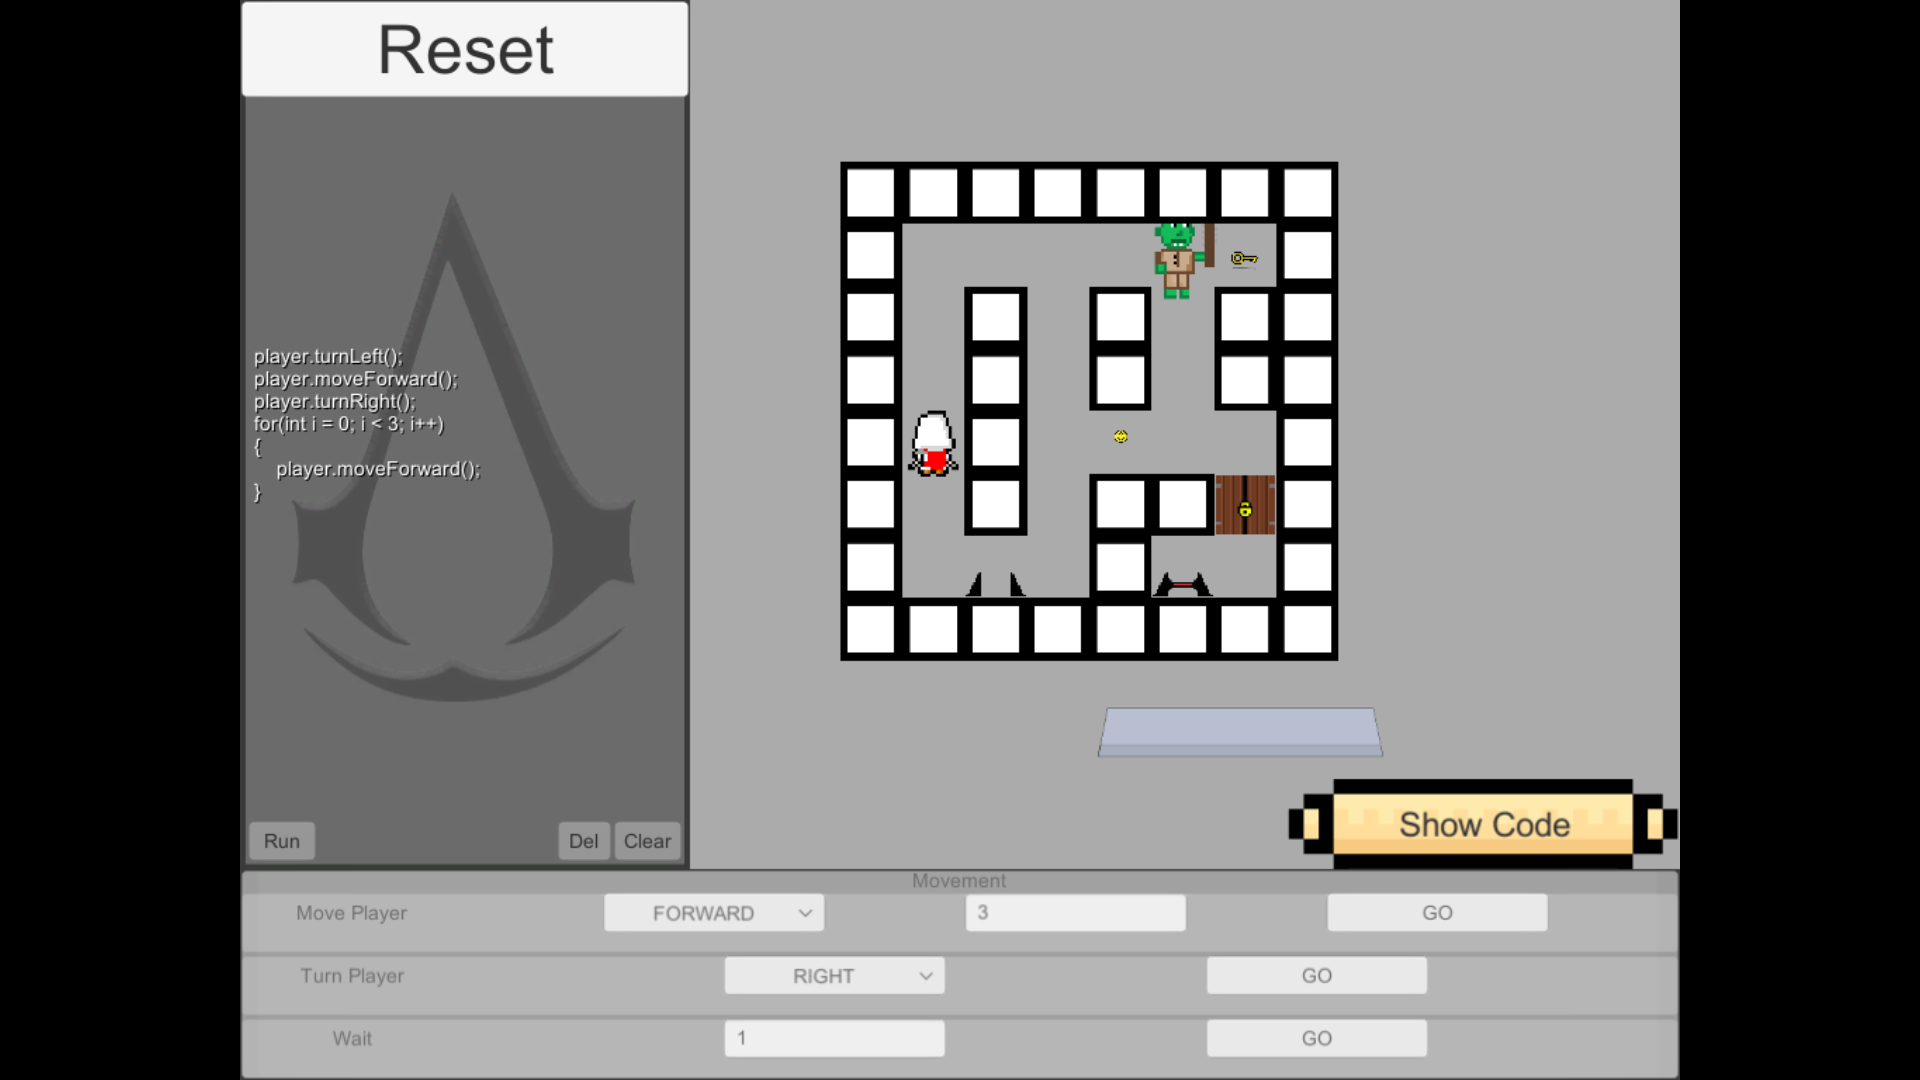 Reset
player.turnLeft();
player.moveForward();
player.turnRight();
for(int i = 0; i < 3; i++)
{
player.moveForward();
}
Run
Del
Clear
Show Code
Movement
Move Player
FORWARD
3
GO
Turn Player
RIGHT
GO
Wait
1
GO